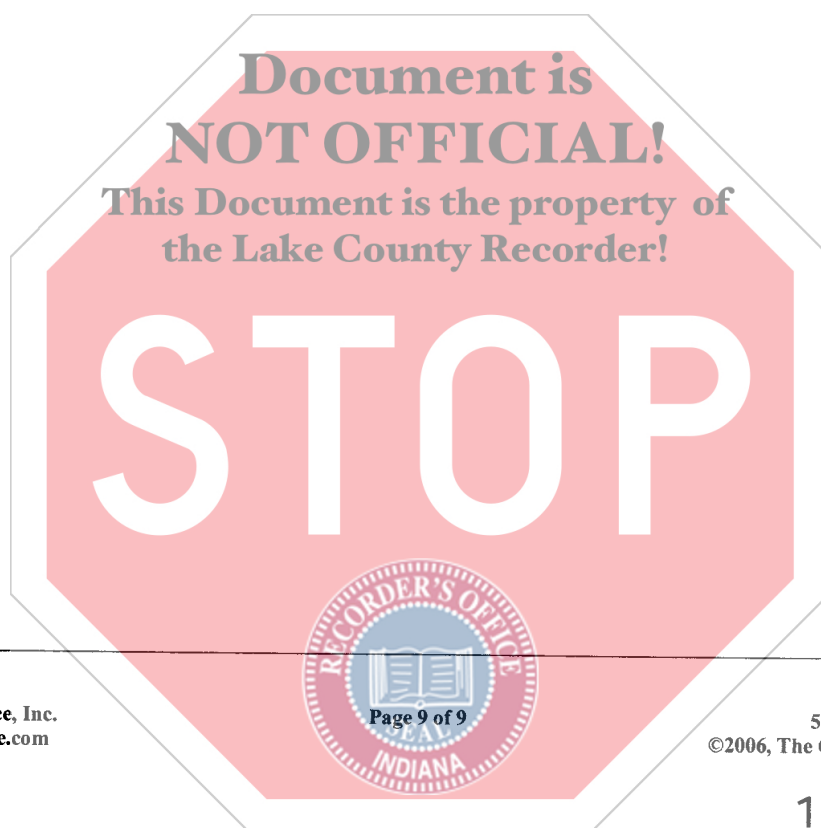 Document is
NOT OFFICIAL!
This Document is the property of
the Lake County Recorder!
STOP
RECORDER'S OFFICE
SEAL
INDIANA
ce, Inc.
e.com
Page 9 of 9
5
©2006, The
1